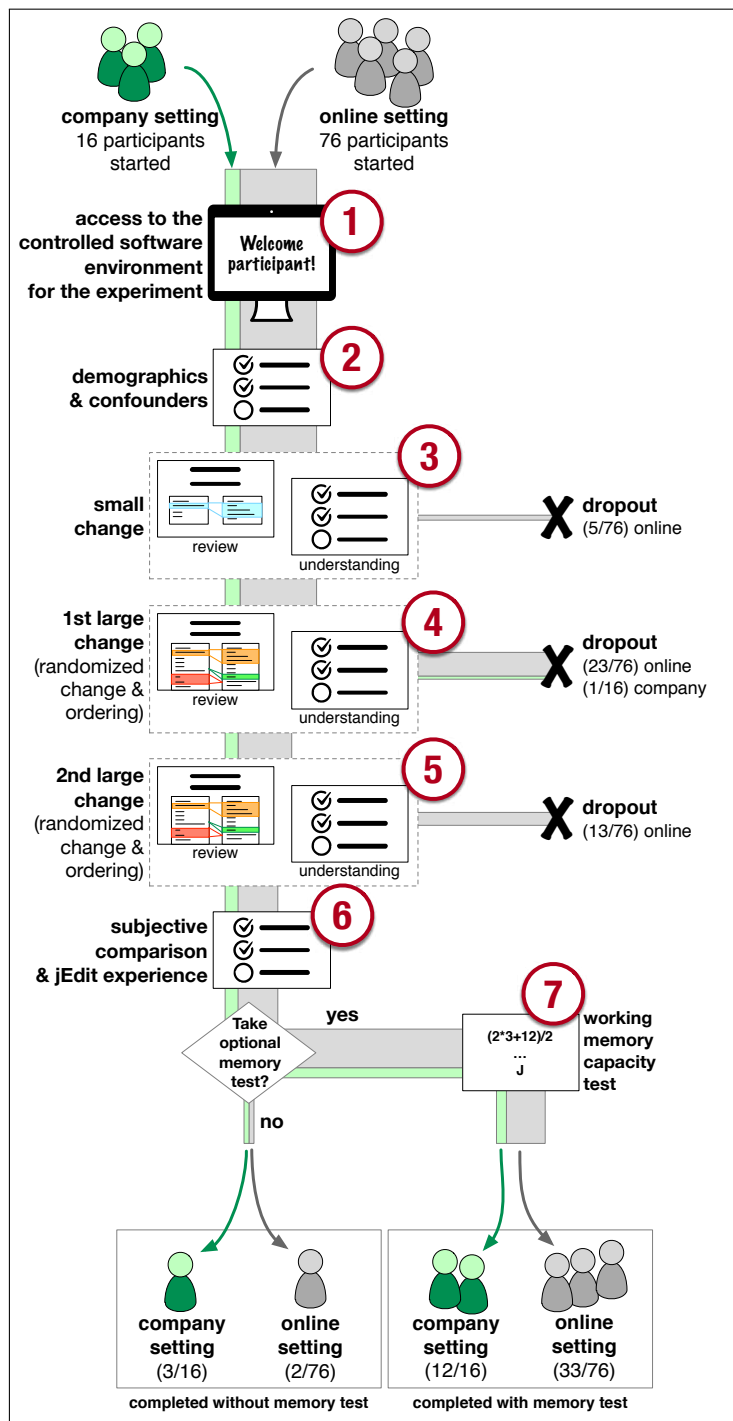 company setting
16 participants
started
online setting
76 participants
started
1
access to the
controlled software
environment
for the experiment
Welcome
participant!
2
demographics
& confounders
3
small
change
review
understanding
dropout
(5/76) online
4
1st large
change
(randomized
change &
ordering)
review
understanding
dropout
(23/76) online
(1/16) company
5
2nd large
change
(randomized
change &
ordering)
review
understanding
dropout
(13/76) online
6
subjective
comparison
& jEdit experience
Take
optional
memory
test?
yes
no
7
(2*3+12)/2
...
J
working
memory
capacity
test
company
setting
(3/16)
online
setting
(2/76)
completed without memory test
company
setting
(12/16)
online
setting
(33/76)
completed with memory test